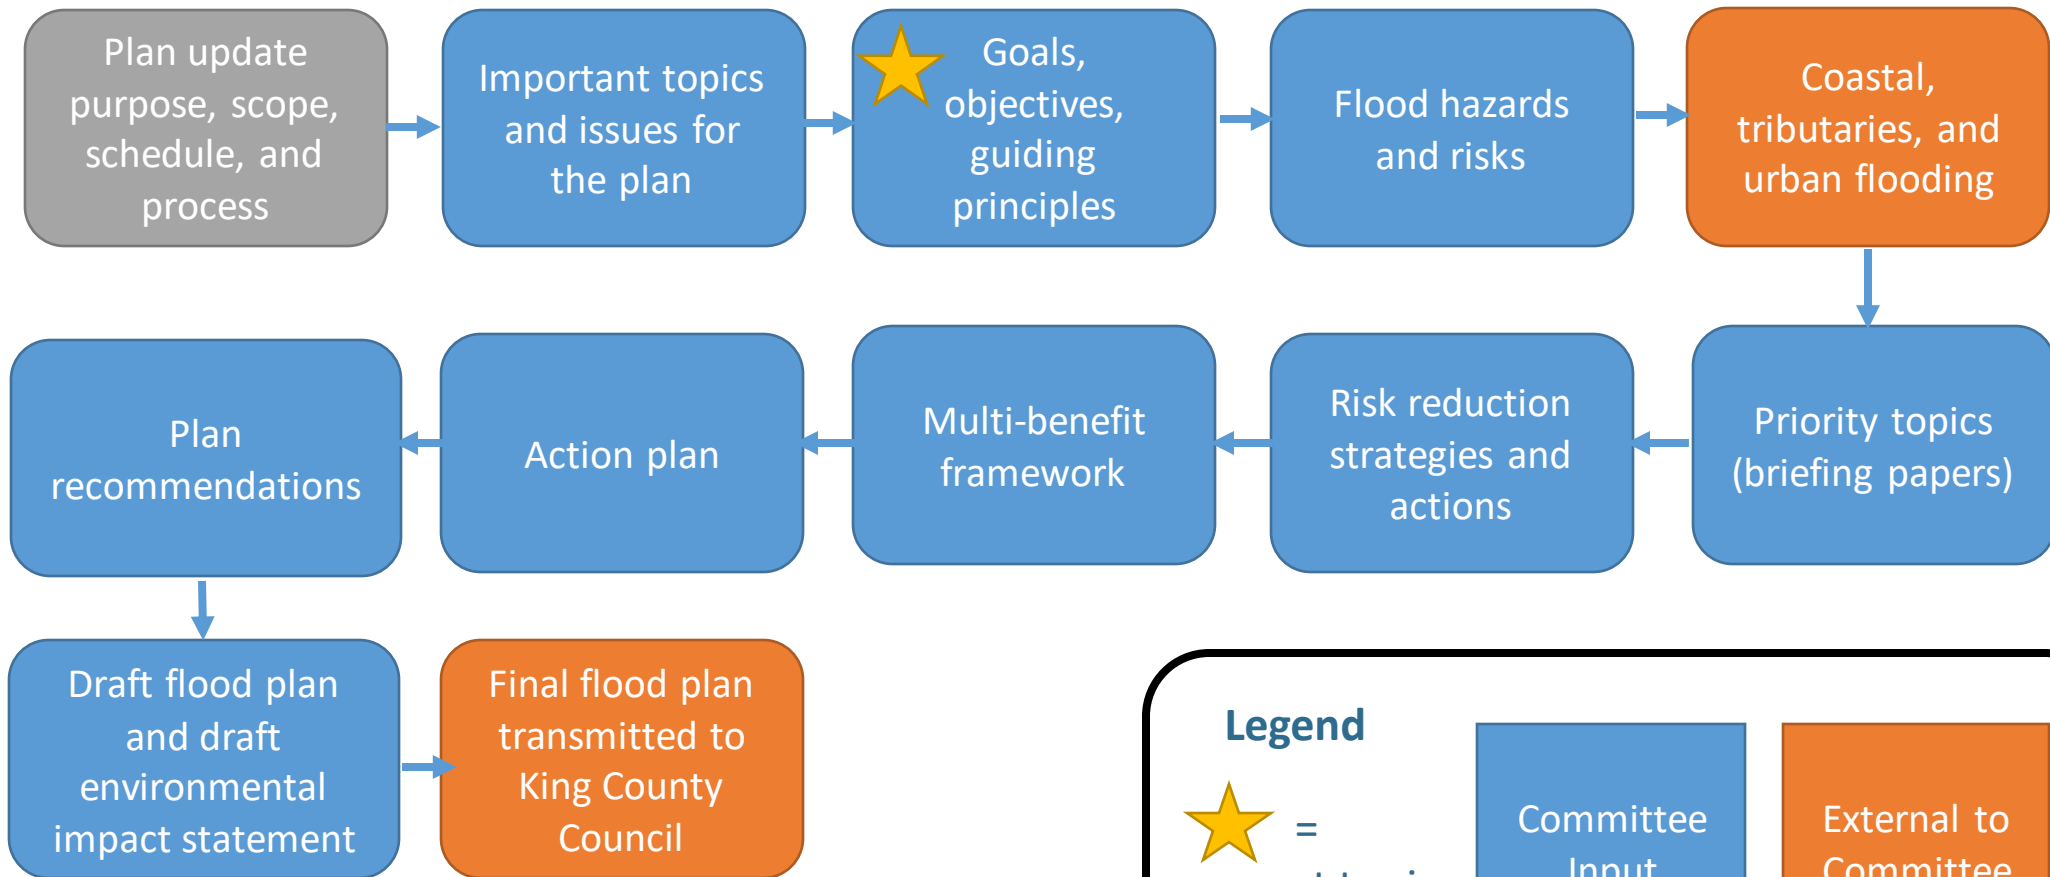 Plan update
purpose, scope,
schedule, and
process
Important topics
and issues for
the plan
Goals,
objectives,
guiding
principles
Flood hazards
and risks
Coastal,
tributaries, and
urban flooding
Plan
recommendations
Action plan
Multi-benefit
framework
Risk reduction
strategies and
actions
Priority topics
(briefing papers)
Draft flood plan
and draft
environmental
impact statement
Final flood plan
transmitted to
King County
Council
Legend
=
Committee
Input
External to
Committee